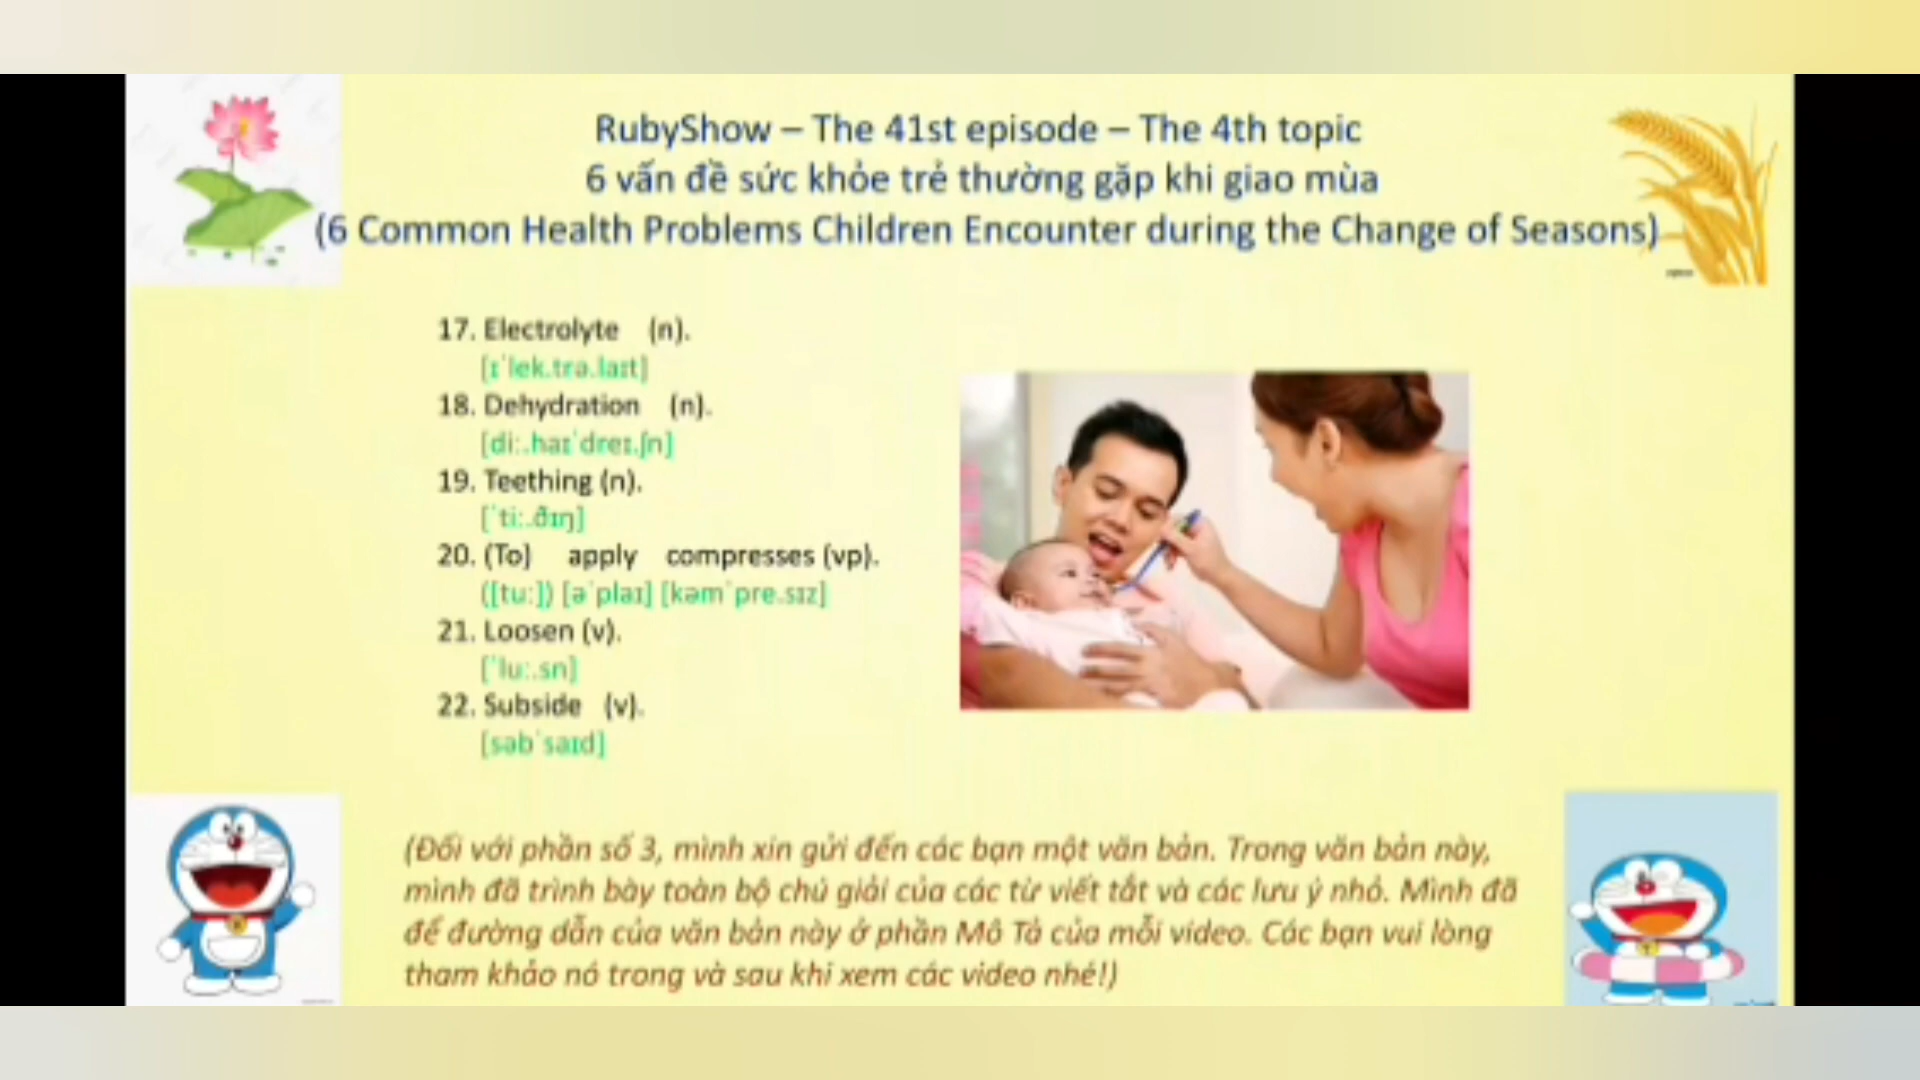 RubyShow – The 41st episode – The 4th topic
6 vấn đề sức khỏe trẻ thường gặp khi giao mùa
(6 Common Health Problems Children Encounter during the Change of Seasons)
17. Electrolyte (n).
[ɪˈlek.trə.laɪt]
18. Dehydration (n).
[diː.haɪˈdreɪ.ʃn]
19. Teething (n).
[ˈtiː.ðɪŋ]
20. (To) apply compresses (vp).
([tuː]) [əˈplaɪ] [kəmˈpre.sɪz]
21. Loosen (v).
[ˈluː.sn]
22. Subside (v).
[səbˈsaɪd]
(Đối với phần số 3, mình xin gửi đến các bạn một văn bản. Trong văn bản này,
mình đã trình bày toàn bộ chú giải của các từ viết tắt và các lưu ý nhỏ. Mình đã
để đường dẫn của văn bản này ở phần Mô Tả của mỗi video. Các bạn vui lòng
tham khảo nó trong và sau khi xem các video nhé!)